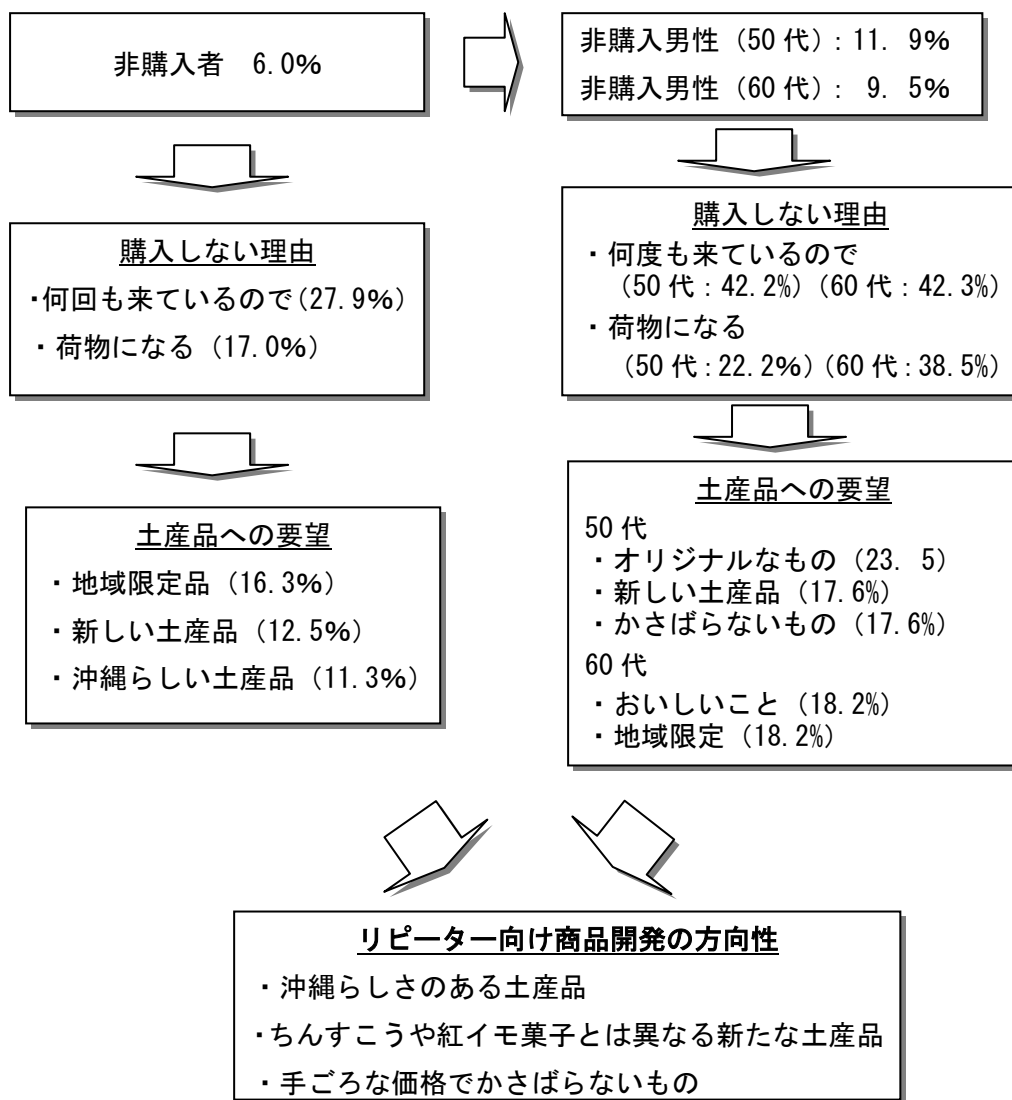 非購入者 6.0%
非購入男性（50代）：11. 9%
非購入男性（60代）： 9. 5%
購入しない理由
・何回も来ているので（27.9%）
・荷物になる（17.0%）
購入しない理由
・何度も来ているので
（50代：42.2%）（60代：42.3%）
・荷物になる
（50代：22.2%）（60代：38.5%）
土産品への要望
・地域限定品（16.3%）
・新しい土産品（12.5%）
・沖縄らしい土産品（11.3%）
土産品への要望
50代
・オリジナルなもの（23. 5）
・新しい土産品（17.6%）
・かさばらないもの（17.6%）
60代
・おいしいこと（18.2%）
・地域限定（18.2%）
リピーター向け商品開発の方向性
・沖縄らしさのある土産品
・ちんすこうや紅イモ菓子とは異なる新たな土産品
・手ごろな価格でかさばらないもの